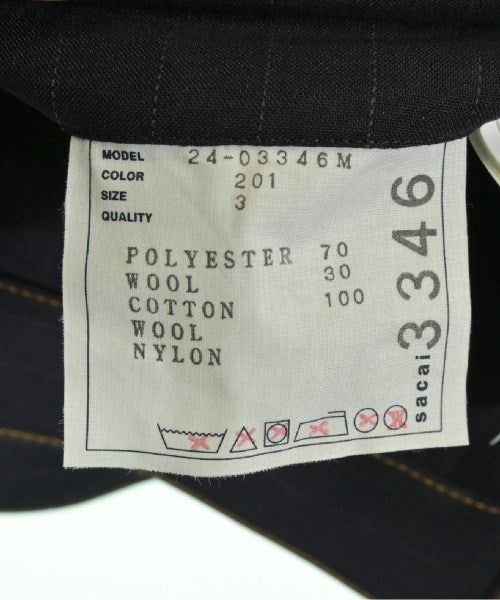 MODEL 24-03346M
COLOR 201
SIZE 3
QUALITY
POLYESTER 70
WOOL 30
COTTON 100
WOOL
NYLON
sacai 3346